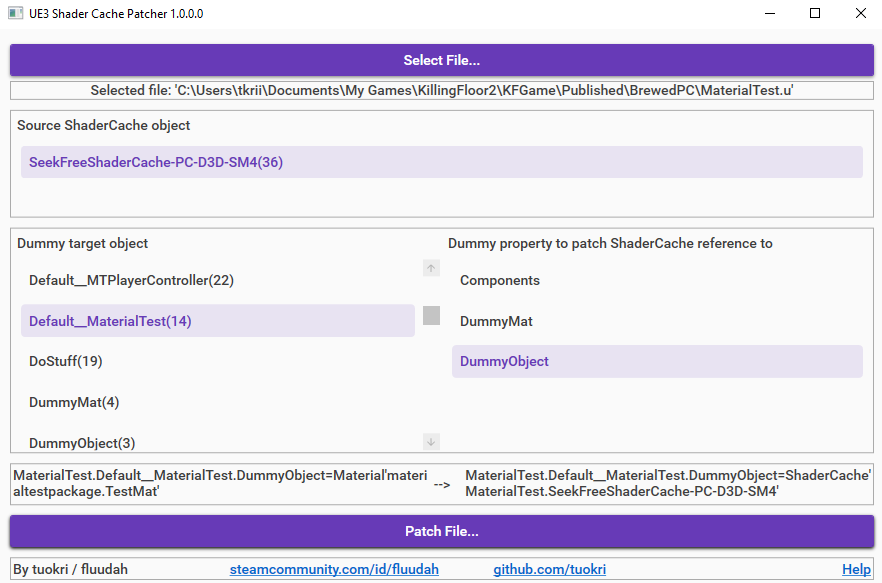 UE3 Shader Cache Patcher 1.0.0.0
Select File...
Selected file: 'C:\Users\tkrii\Documents\My Games\KillingFloor2\KFGame\Published\BrewedPC\MaterialTest.u'
Source ShaderCache object
SeekFreeShaderCache-PC-D3D-SM4(36)
Dummy target object
Default__MTPlayerController(22)
Default__MaterialTest(14)
DoStuff(19)
DummyMat(4)
DummyObject(3)
Dummy property to patch ShaderCache reference to
Components
DummyMat
DummyObject
MaterialTest.Default__MaterialTest.DummyObject=Material'materi
altestpackage.TestMat'
-->
MaterialTest.Default__MaterialTest.DummyObject=ShaderCache'
MaterialTest.SeekFreeShaderCache-PC-D3D-SM4'
Patch File...
By tuokri / fluudah
steamcommunity.com/id/fluudah
github.com/tuokri
Help